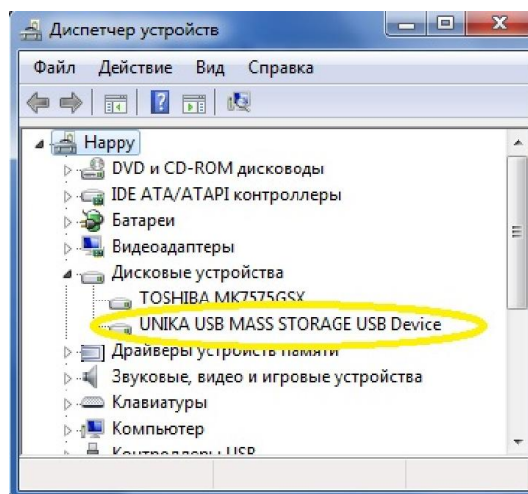 Диспетчер устройств
Файл Действие Вид Справка
Happy
DVD и CD-ROM дисководы
IDE ATA/ATAPI контроллеры
Батареи
Видеоадаптеры
Дисковые устройства
TOSHIBA MK7575GSX
UNIKA USB MASS STORAGE USB Device
Драйверы устройств памяти
Звуковые, видео и игровые устройства
Клавиатуры
Компьютер
Контроллеры USB